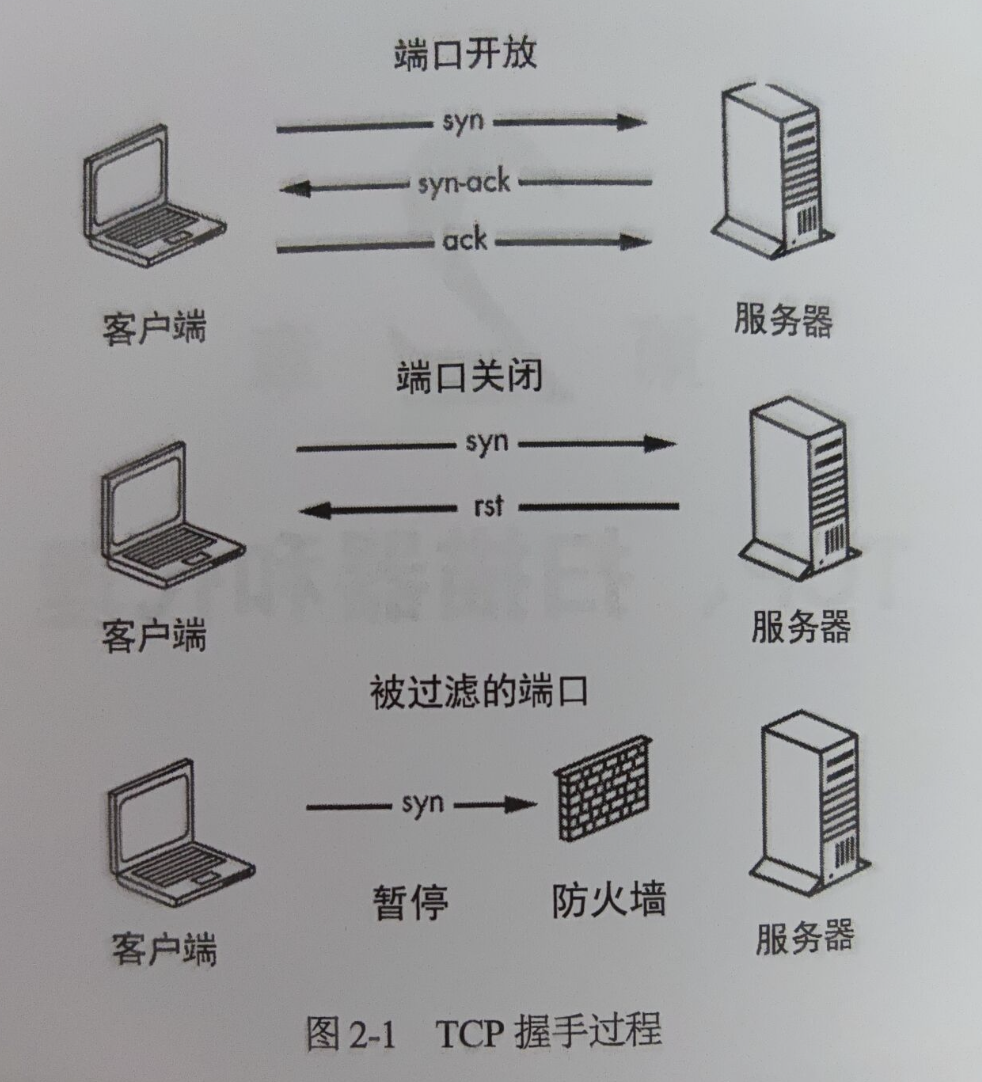 端口开放
syn
syn-ack
ack
客户端
服务器
端口关闭
syn
rst
客户端
服务器
被过滤的端口
syn
暂停
防火墙
客户端
服务器
图 2-1 TCP 握手过程